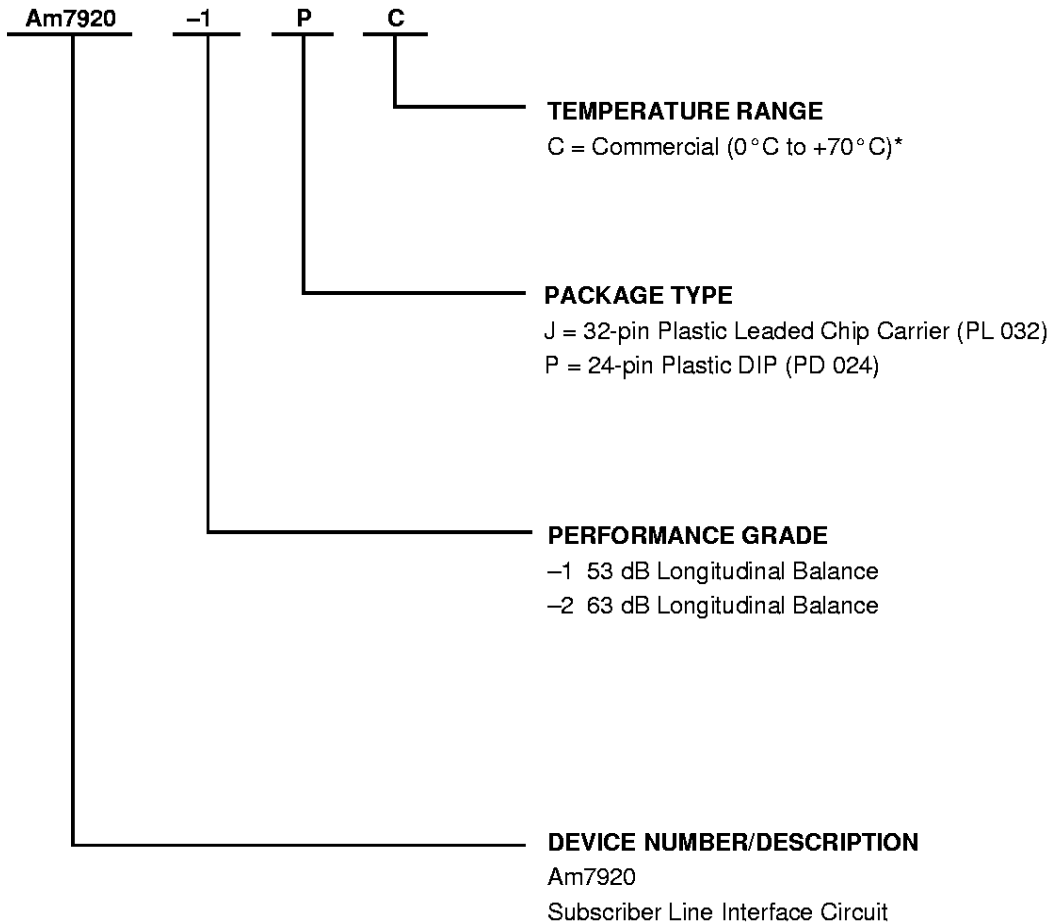 Am7920 –1 P C
TEMPERATURE RANGE
C = Commercial (0°C to +70°C)*
PACKAGE TYPE
J = 32-pin Plastic Leaded Chip Carrier (PL 032)
P = 24-pin Plastic DIP (PD 024)
PERFORMANCE GRADE
–1 53 dB Longitudinal Balance
–2 63 dB Longitudinal Balance
DEVICE NUMBER/DESCRIPTION
Am7920
Subscriber Line Interface Circuit